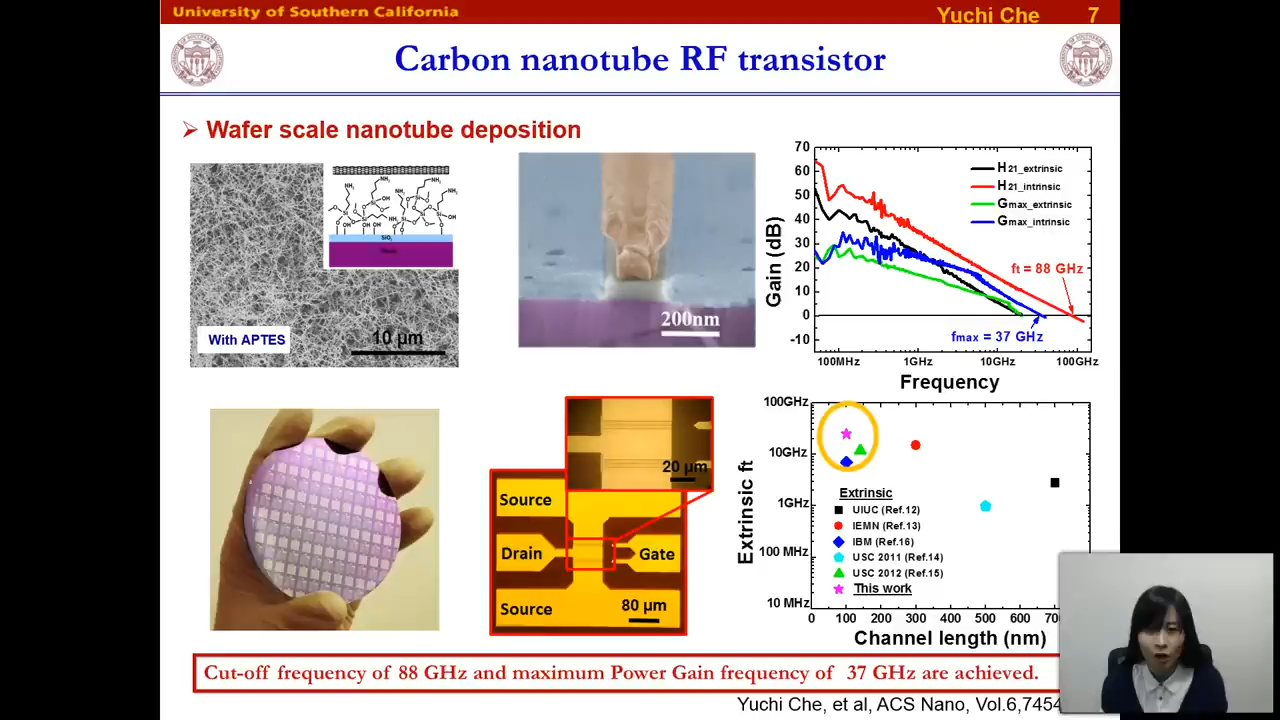 University of Southern California
Yuchi Che 7
Carbon nanotube RF transistor
➢ Wafer scale nanotube deposition
With APTES
10 µm
SiO2
200nm
Gain (dB)
70
60
50
40
30
20
10
0
-10
H21_extrinsic
H21_intrinsic
Gmax_extrinsic
Gmax_intrinsic
ft = 88 GHz
fmax = 37 GHz
100MHz 1GHz 10GHz 100GHz
Frequency
20 µm
Source
Drain
Gate
Source
80 µm
Extrinsic ft
100GHz
10GHz
1GHz
100 MHz
10 MHz
Extrinsic
UIUC (Ref.12)
IEMN (Ref.13)
IBM (Ref.16)
USC 2011 (Ref.14)
USC 2012 (Ref.15)
This work
0 100 200 300 400 500 600
Channel length (nm)
Cut-off frequency of 88 GHz and maximum Power Gain frequency of 37 GHz are achieved.
Yuchi Che, et al, ACS Nano, Vol.6,7454